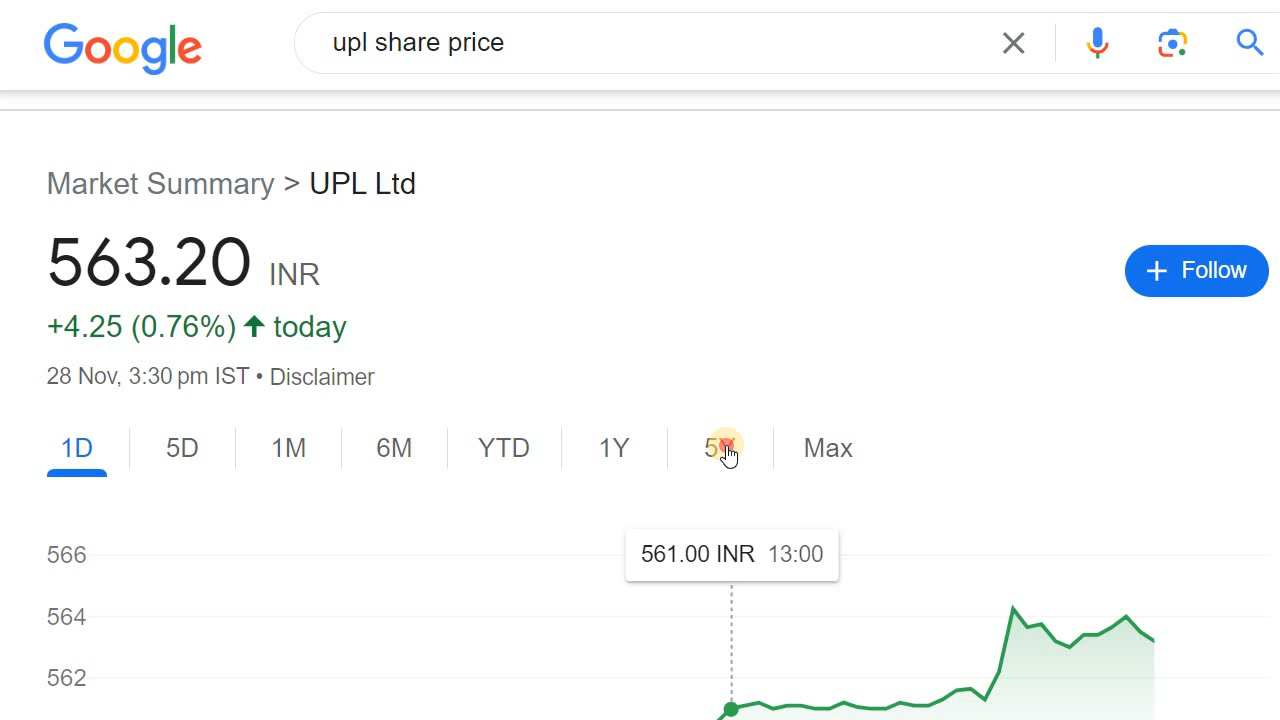 Google
upl share price
Market Summary > UPL Ltd
563.20 INR
+ Follow
+4.25 (0.76%) ↑ today
28 Nov, 3:30 pm IST • Disclaimer
1D 5D 1M 6M YTD 1Y 5Y Max
566
561.00 INR 13:00
564
562